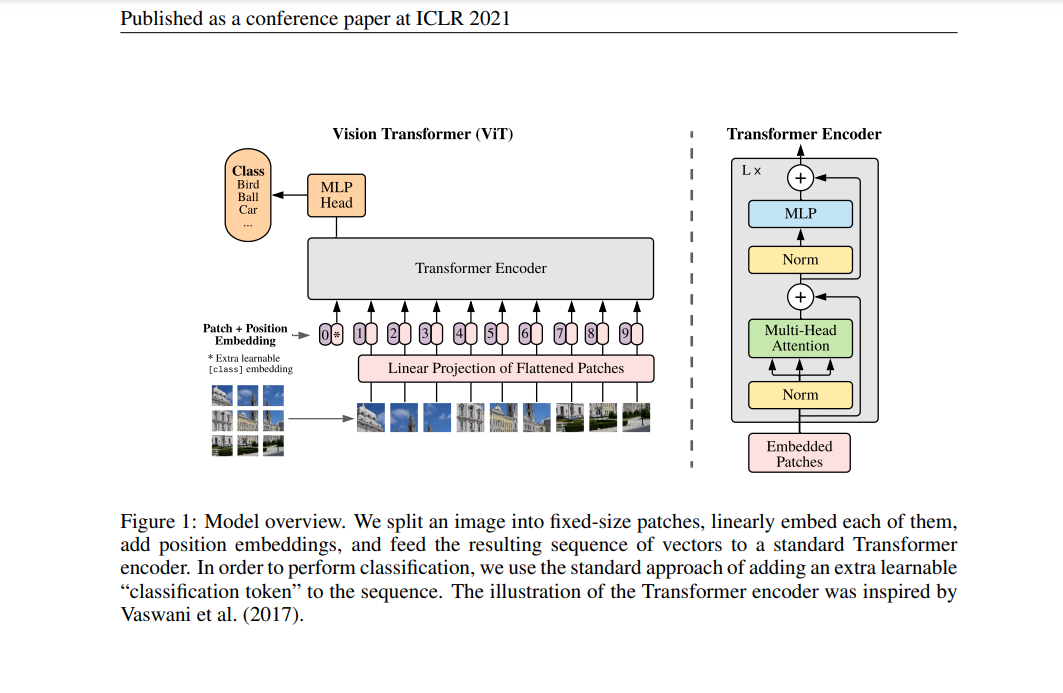 Published as a conference paper at ICLR 2021
Vision Transformer (ViT)
Class
Bird
Ball
Car
...
MLP
Head
Transformer Encoder
Patch + Position
Embedding
* Extra learnable
[class] embedding
0 * 1 2 3 4 5 6 7 8 9
Linear Projection of Flattened Patches
Transformer Encoder
L x
+
MLP
Norm
+
Multi-Head
Attention
Norm
Embedded
Patches
Figure 1: Model overview. We split an image into fixed-size patches, linearly embed each of them,
add position embeddings, and feed the resulting sequence of vectors to a standard Transformer
encoder. In order to perform classification, we use the standard approach of adding an extra learnable
“classification token” to the sequence. The illustration of the Transformer encoder was inspired by
Vaswani et al. (2017).